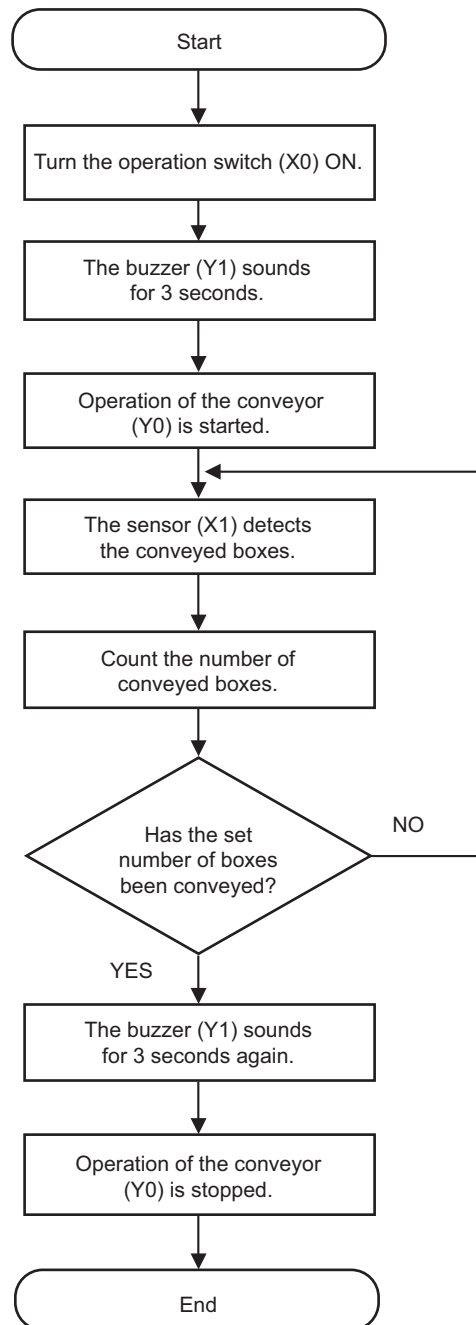 Start
Turn the operation switch (X0) ON.
The buzzer (Y1) sounds
for 3 seconds.
Operation of the conveyor
(Y0) is started.
The sensor (X1) detects
the conveyed boxes.
Count the number of
conveyed boxes.
Has the set
number of boxes
been conveyed?
NO
YES
The buzzer (Y1) sounds
for 3 seconds again.
Operation of the conveyor
(Y0) is stopped.
End